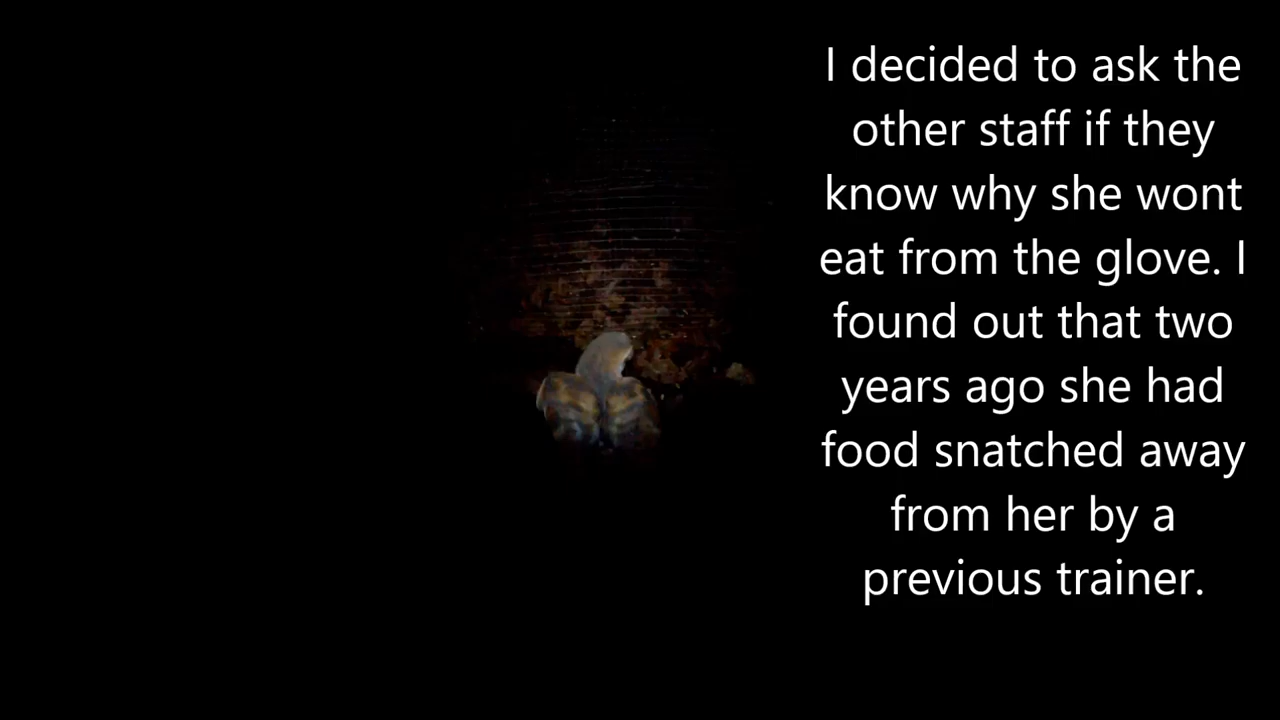 I decided to ask the
other staff if they
know why she wont
eat from the glove. I
found out that two
years ago she had
food snatched away
from her by a
previous trainer.